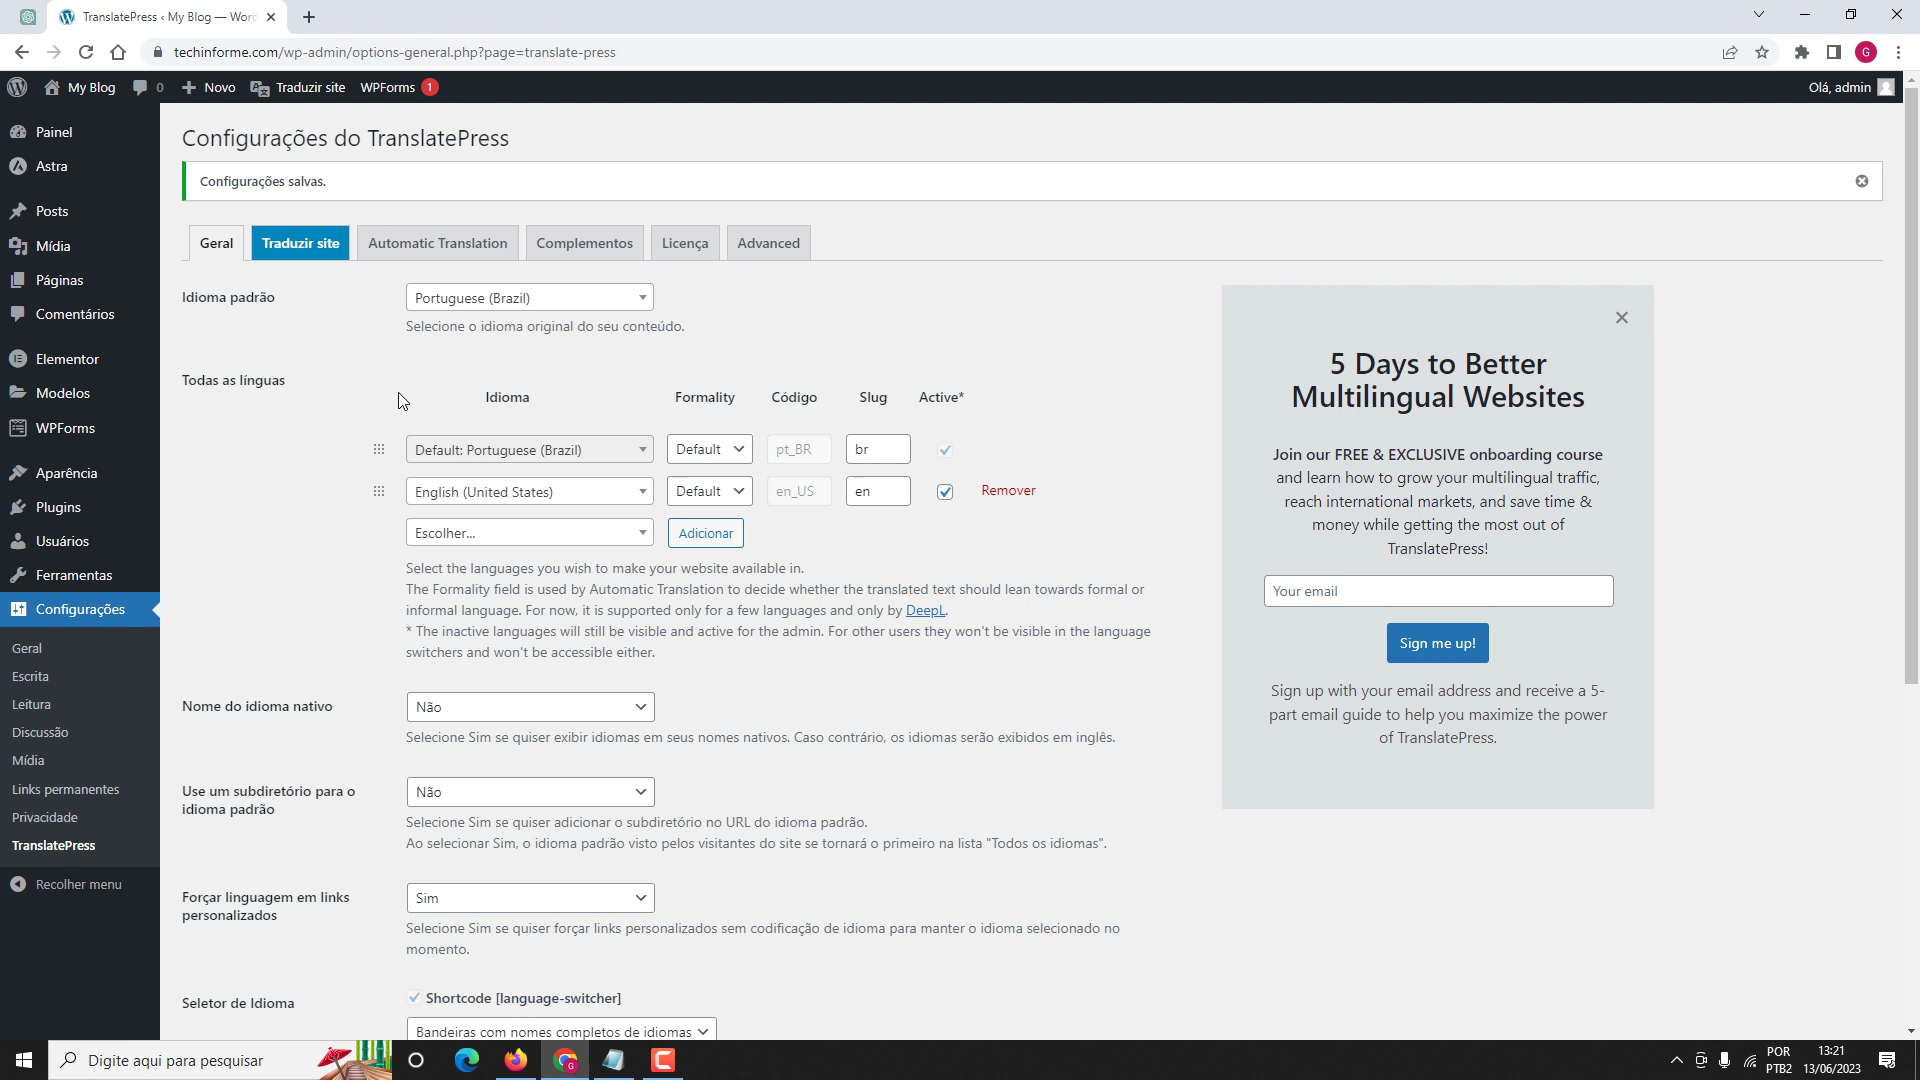 TranslatePress ‹ My Blog — Word
techinforme.com/wp-admin/options-general.php?page=translate-press
G
My Blog
0
Novo
Traduzir site
WPForms
1
Olá, admin
Painel
Astra
Posts
Mídia
Páginas
Comentários
Elementor
Modelos
WPForms
Aparência
Plugins
Usuários
Ferramentas
Configurações
Geral
Escrita
Leitura
Discussão
Mídia
Links permanentes
Privacidade
TranslatePress
Recolher menu
Configurações do TranslatePress
Configurações salvas.
Geral
Traduzir site
Automatic Translation
Complementos
Licença
Advanced
Idioma padrão
Portuguese (Brazil)
Selecione o idioma original do seu conteúdo.
Todas as línguas
Idioma
Formality
Código
Slug
Active*
Default: Portuguese (Brazil)
Default
pt_BR
br
English (United States)
Default
en_US
en
Remover
Escolher...
Adicionar
Select the languages you wish to make your website available in.
The Formality field is used by Automatic Translation to decide whether the translated text should lean towards formal or
informal language. For now, it is supported only for a few languages and only by DeepL.
* The inactive languages will still be visible and active for the admin. For other users they won't be visible in the language
switchers and won't be accessible either.
Nome do idioma nativo
Não
Selecione Sim se quiser exibir idiomas em seus nomes nativos. Caso contrário, os idiomas serão exibidos em inglês.
Use um subdiretório para o
idioma padrão
Não
Selecione Sim se quiser adicionar o subdiretório no URL do idioma padrão.
Ao selecionar Sim, o idioma padrão visto pelos visitantes do site se tornará o primeiro na lista "Todos os idiomas".
Forçar linguagem em links
personalizados
Sim
Selecione Sim se quiser forçar links personalizados sem codificação de idioma para manter o idioma selecionado no
momento.
Seletor de Idioma
Shortcode [language-switcher]
Bandeiras com nomes completos de idiomas
5 Days to Better
Multilingual Websites
Join our FREE & EXCLUSIVE onboarding course
and learn how to grow your multilingual traffic,
reach international markets, and save time &
money while getting the most out of
TranslatePress!
Your email
Sign me up!
Sign up with your email address and receive a 5-
part email guide to help you maximize the power
of TranslatePress.
Digite aqui para pesquisar
POR
PTB2
13:21
13/06/2023